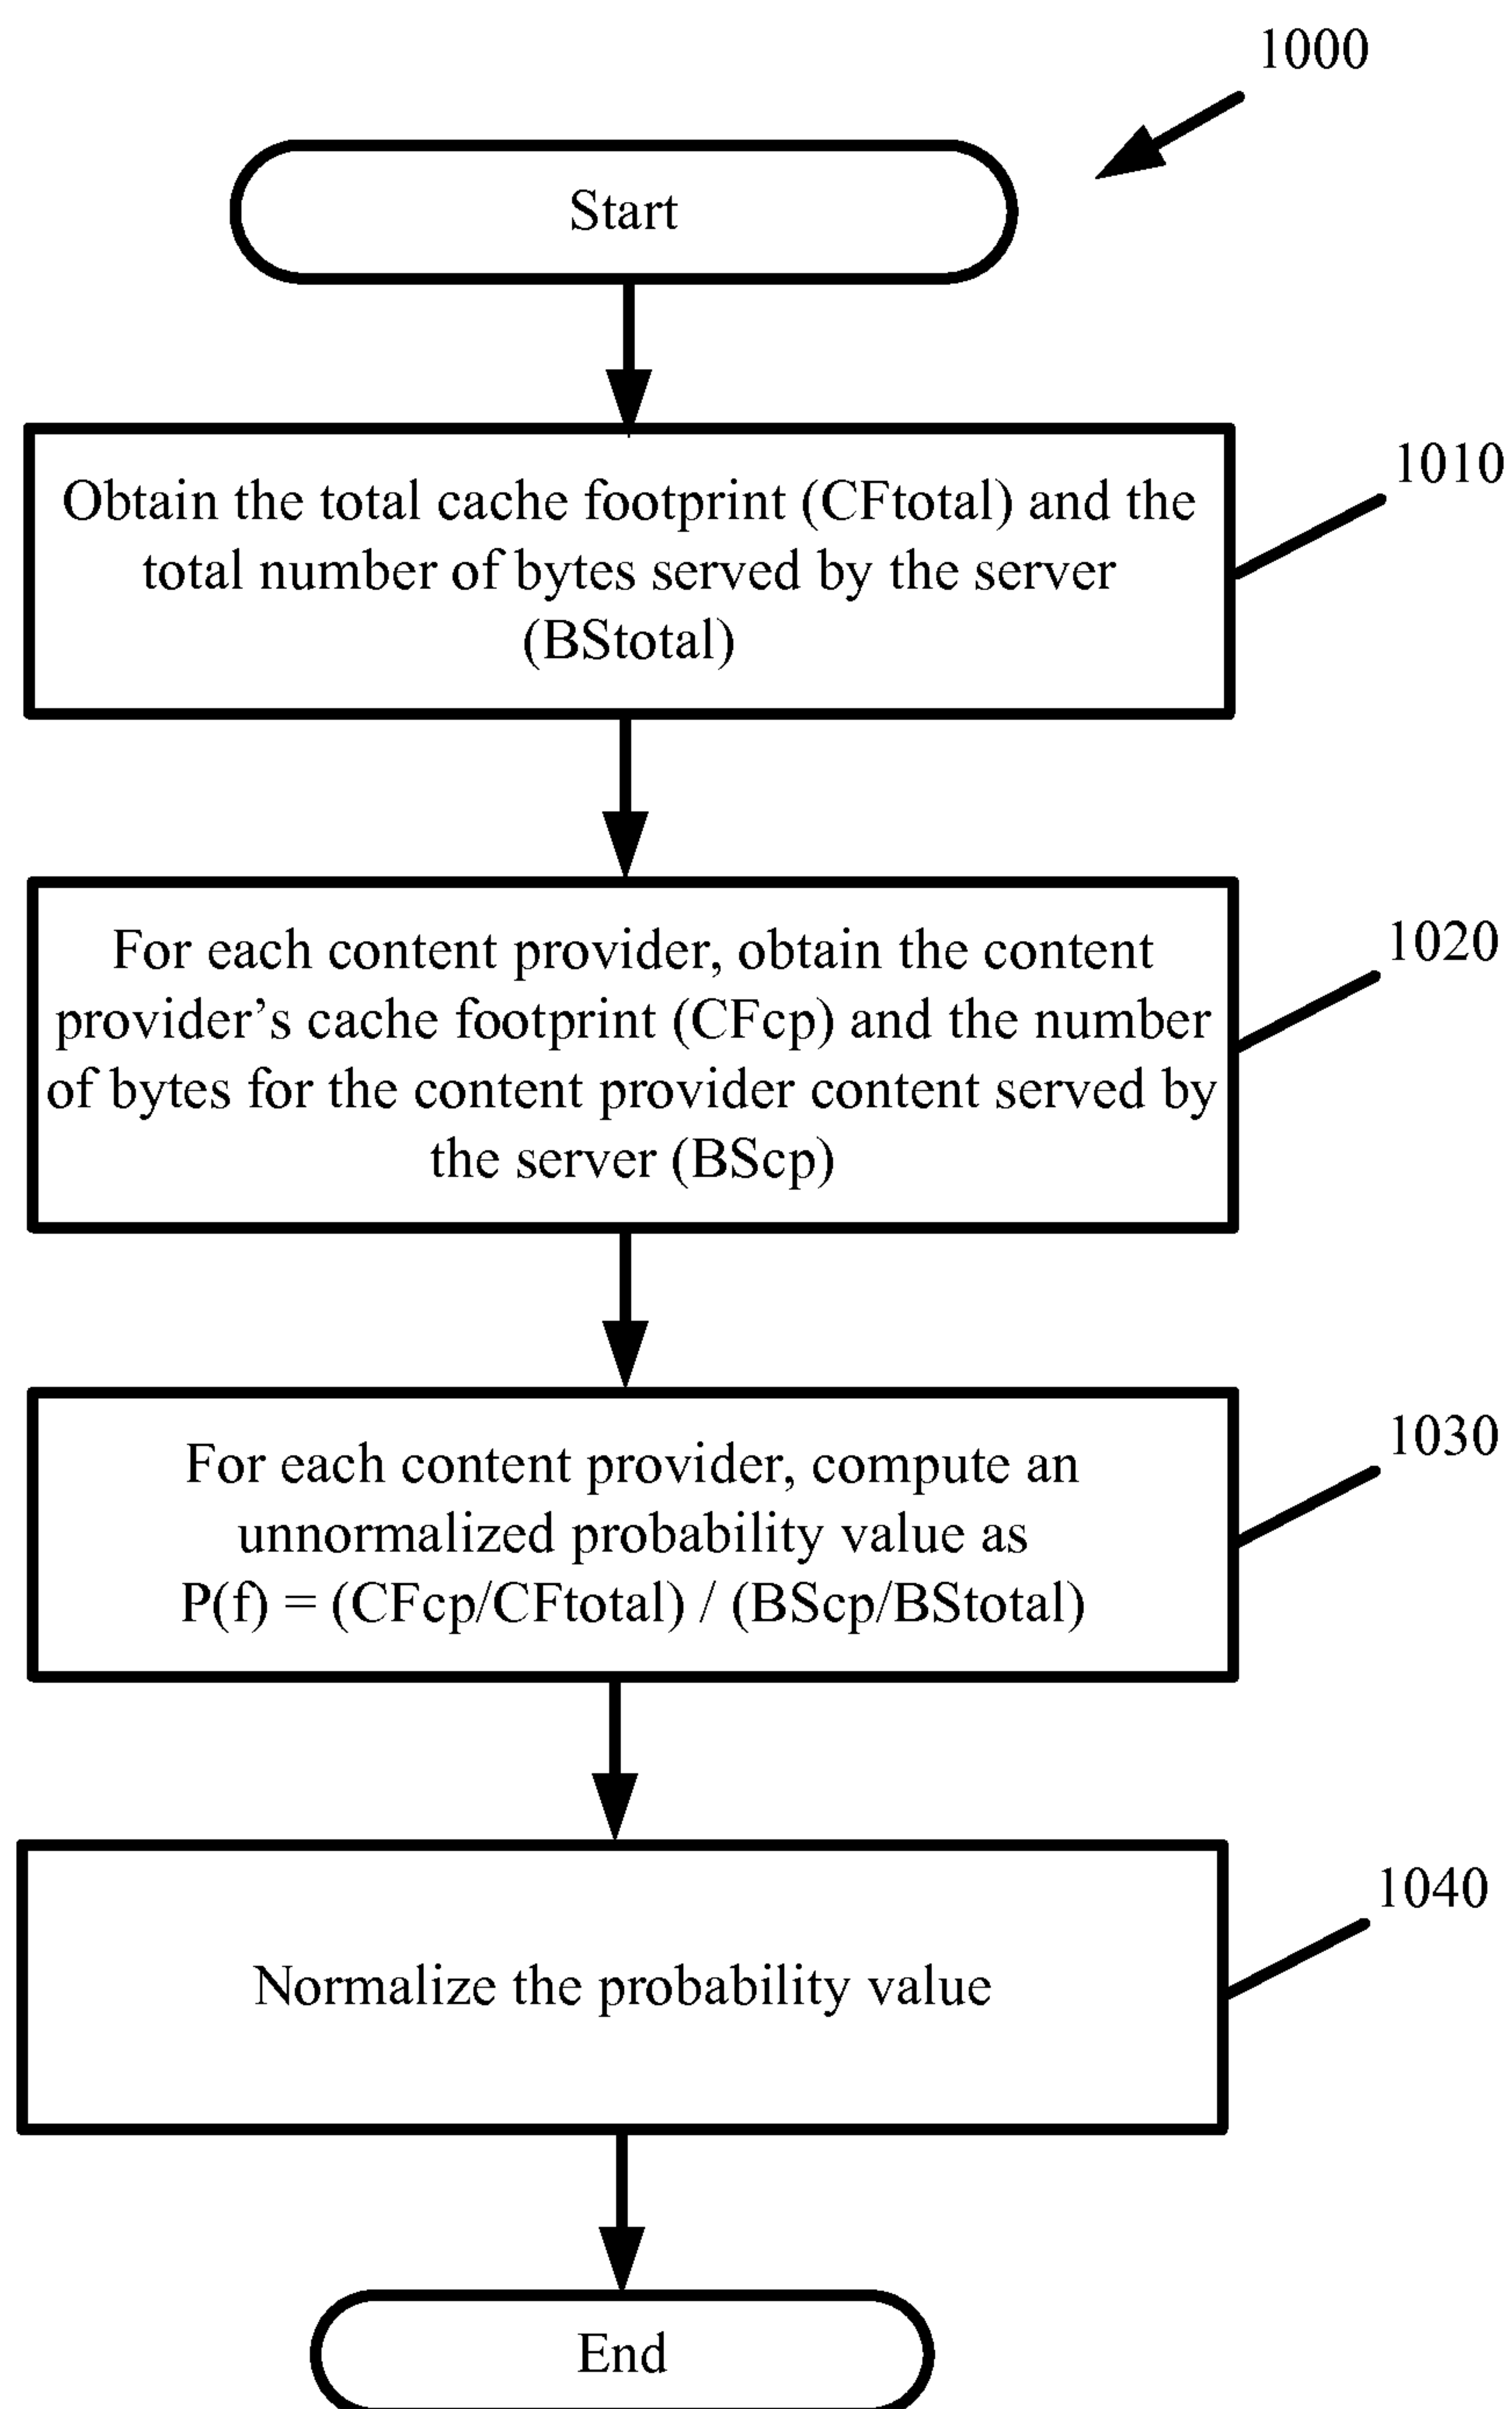 1000
Start
1010
Obtain the total cache footprint (CFtotal) and the
total number of bytes served by the server
(BStotal)
1020
For each content provider, obtain the content
provider’s cache footprint (CFcp) and the number
of bytes for the content provider content served by
the server (BScp)
1030
For each content provider, compute an
unnormalized probability value as
P(f) = (CFcp/CFtotal) / (BScp/BStotal)
1040
Normalize the probability value
End